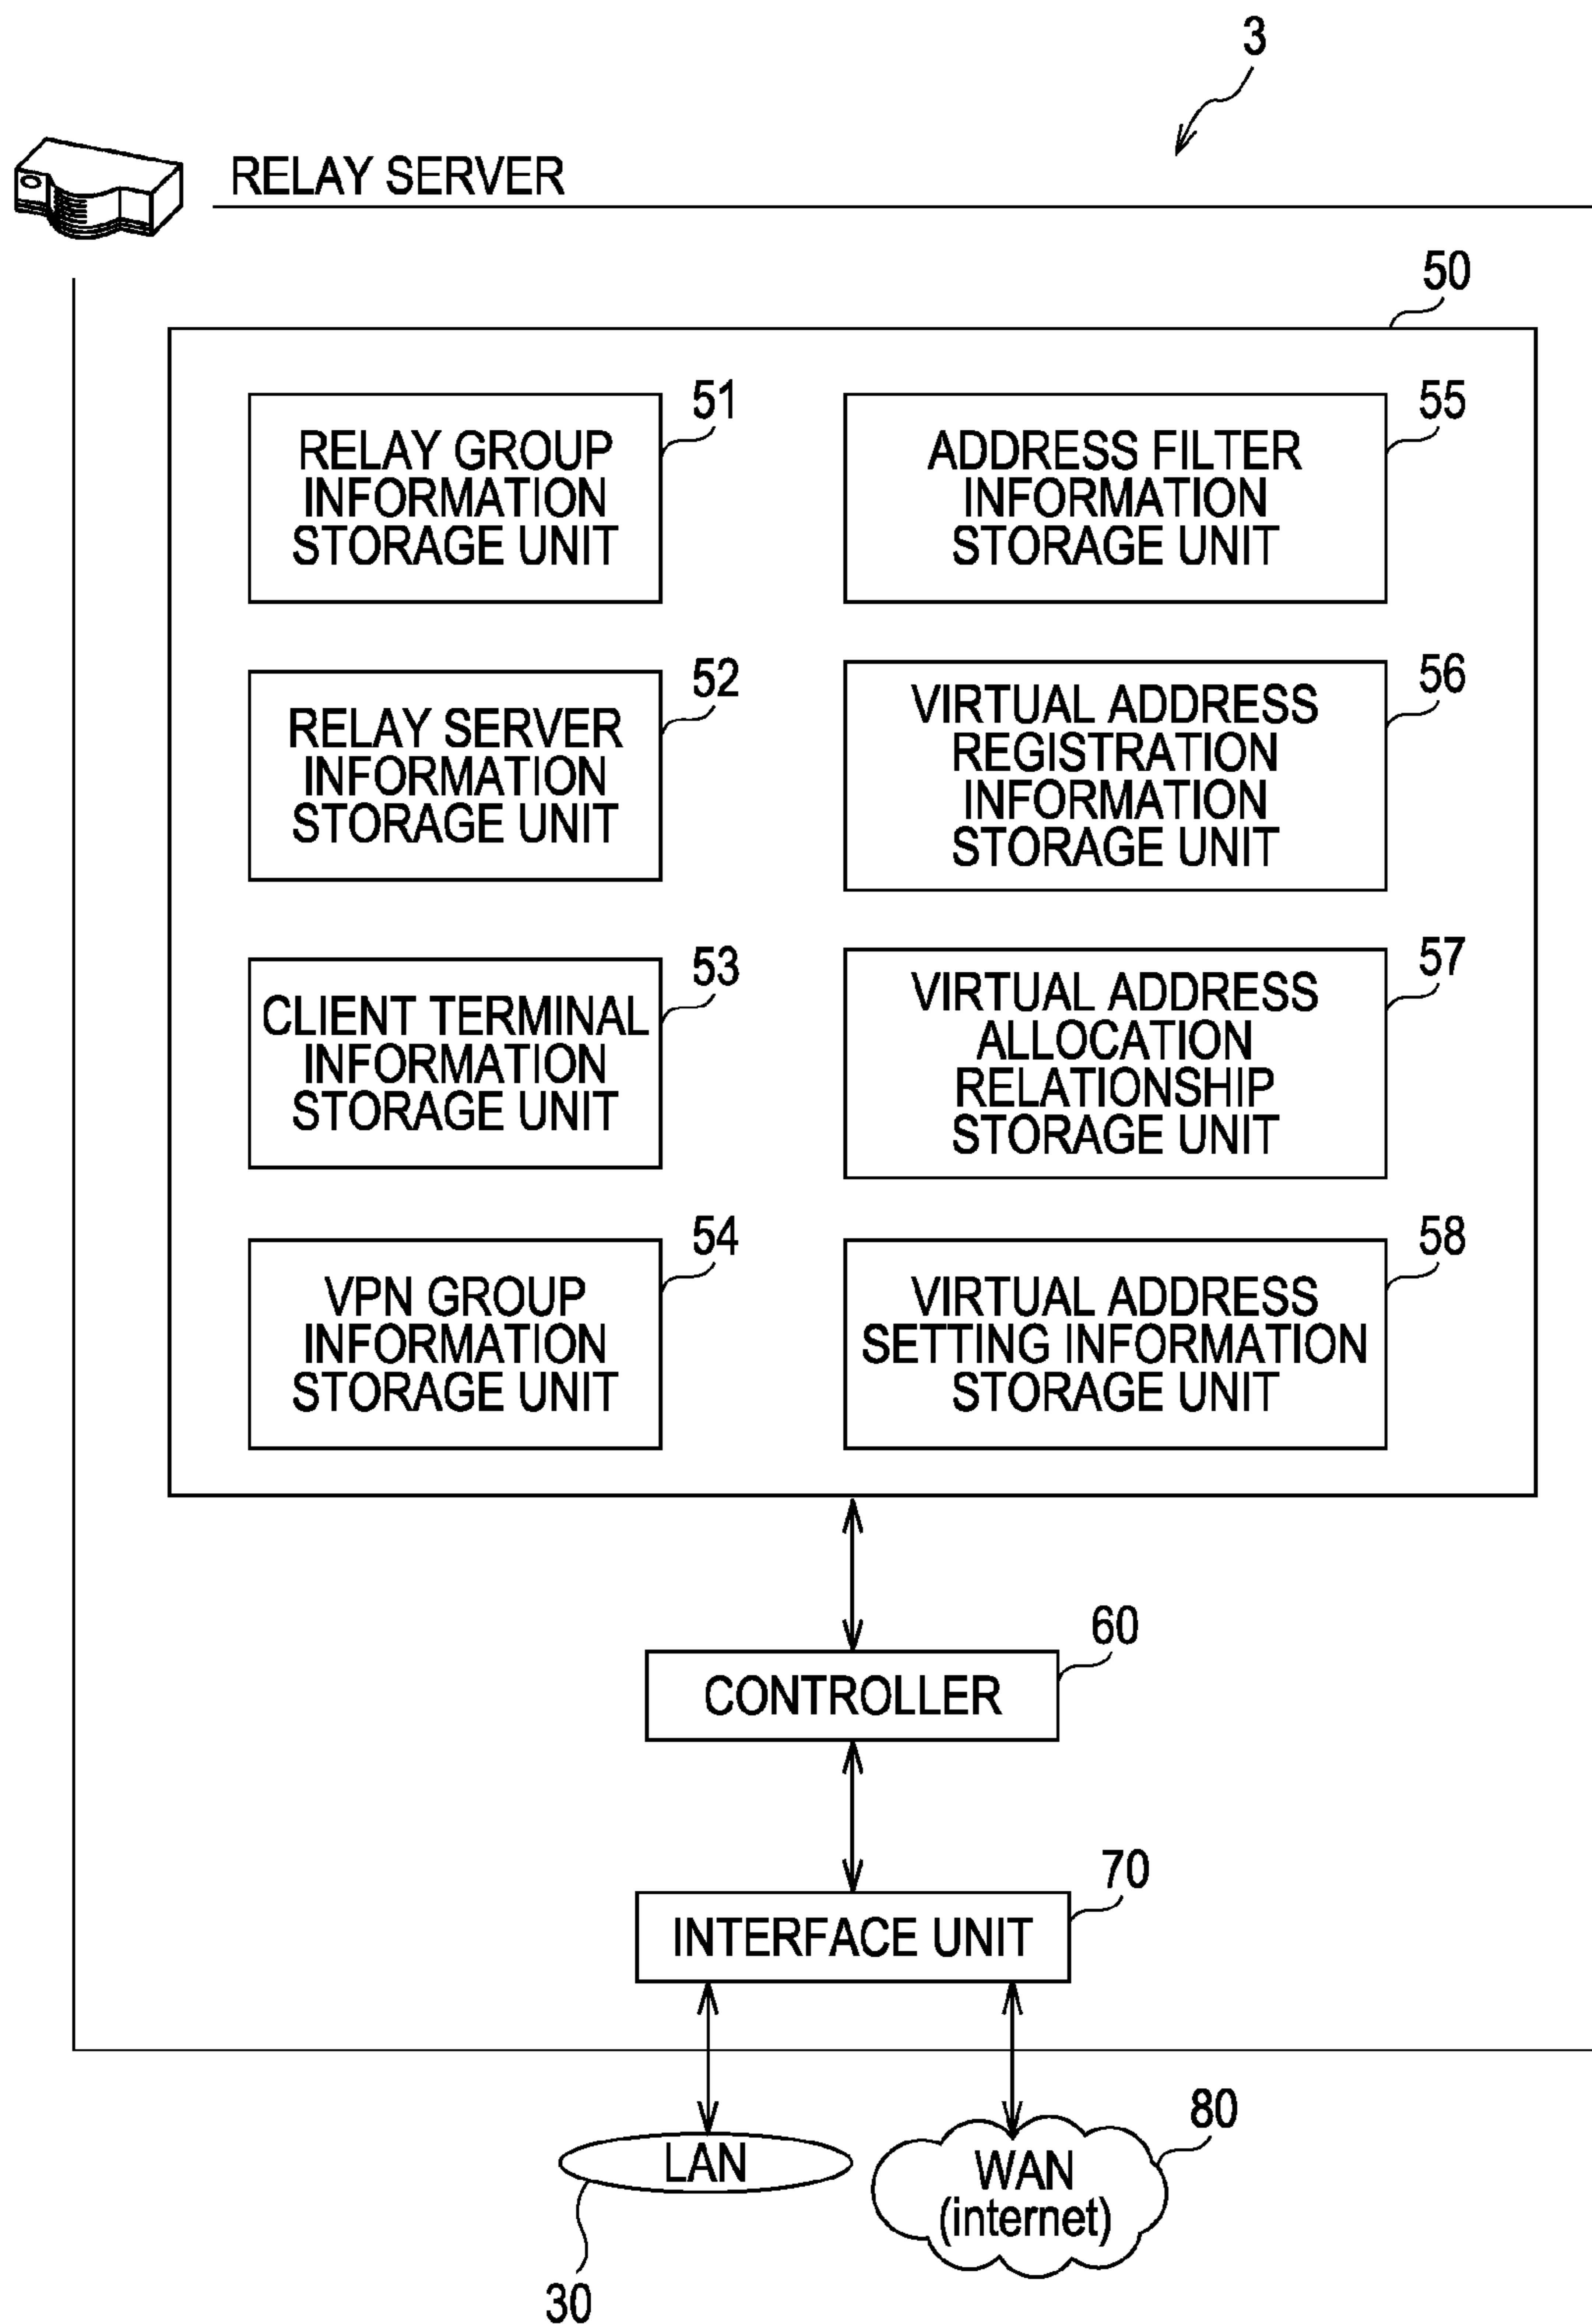 3
RELAY SERVER
50
51
RELAY GROUP
INFORMATION
STORAGE UNIT
55
ADDRESS FILTER
INFORMATION
STORAGE UNIT
52
RELAY SERVER
INFORMATION
STORAGE UNIT
56
VIRTUAL ADDRESS
REGISTRATION
INFORMATION
STORAGE UNIT
53
CLIENT TERMINAL
INFORMATION
STORAGE UNIT
57
VIRTUAL ADDRESS
ALLOCATION
RELATIONSHIP
STORAGE UNIT
54
VPN GROUP
INFORMATION
STORAGE UNIT
58
VIRTUAL ADDRESS
SETTING INFORMATION
STORAGE UNIT
60
CONTROLLER
70
INTERFACE UNIT
LAN
30
80
WAN
(internet)